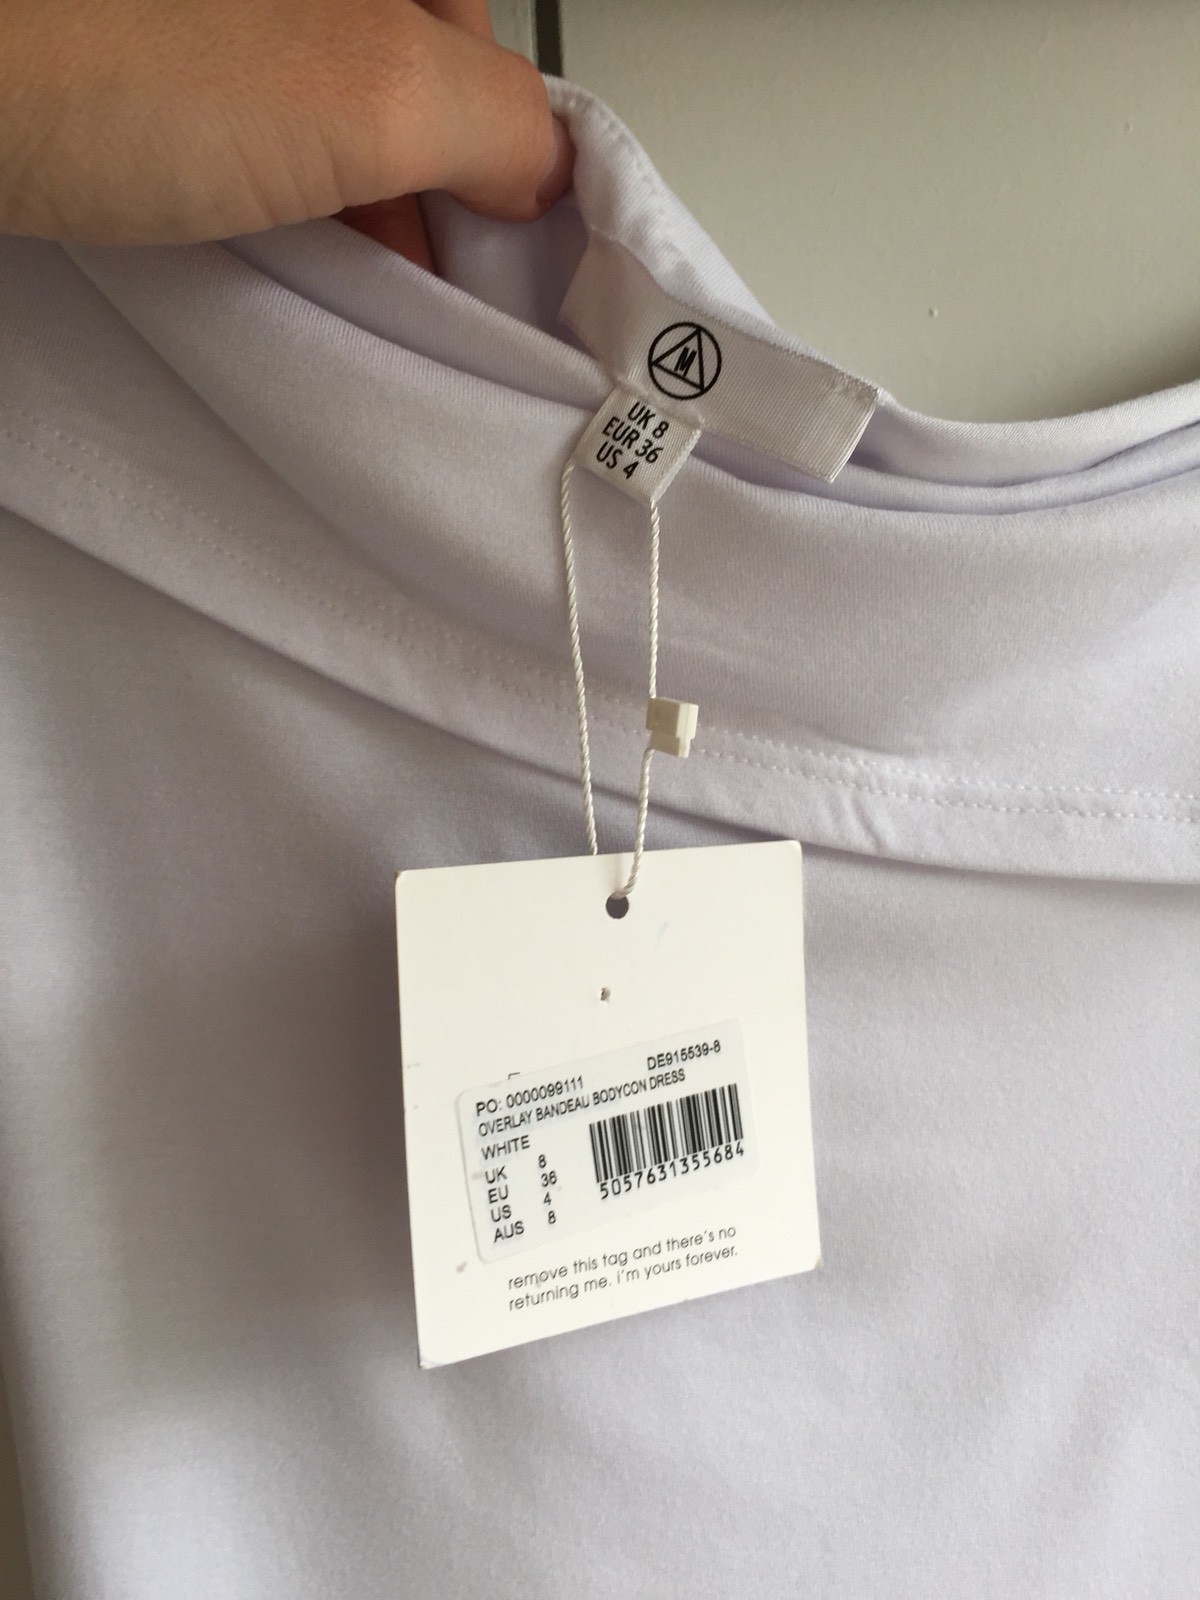 M
UK 8
EUR 36
US 4
DE915539-8
PO: 0000099111
OVERLAY BANDEAU BODYCON DRESS
WHITE
UK 8
EU 36
US 4
AUS 8
5057631355684
remove this tag and there's no
returning me. i'm yours forever.